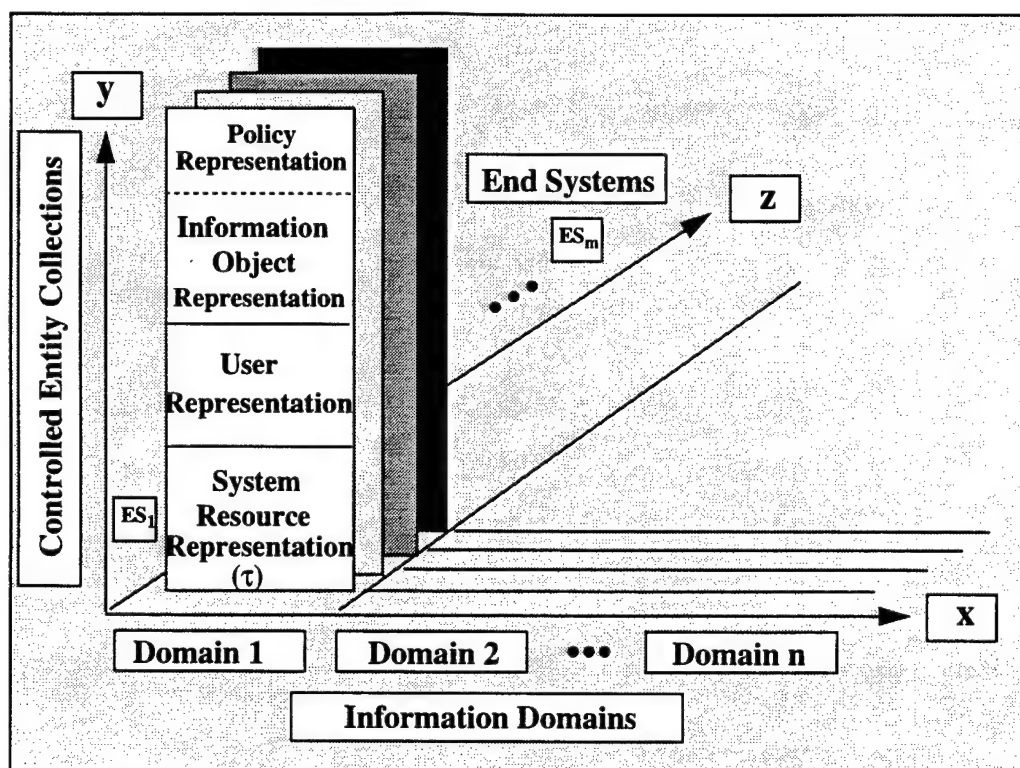 y
Controlled Entity Collections
Policy
Representation
Information
Object
Representation
User
Representation
System
Resource
Representation
(τ)
ES1
End Systems
ESm
•••
z
x
Domain 1
Domain 2
•••
Domain n
Information Domains